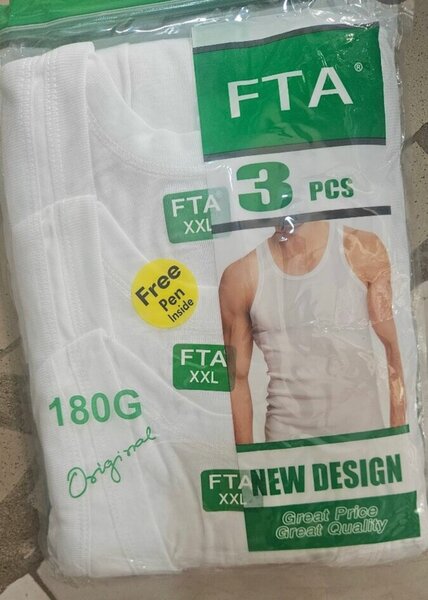 FTA®
3 PCS
FTA
XXL
Free
Pen
Inside
FTA
XXL
180G
Original
FTA
XXL
NEW DESIGN
Great Price
Great Quality